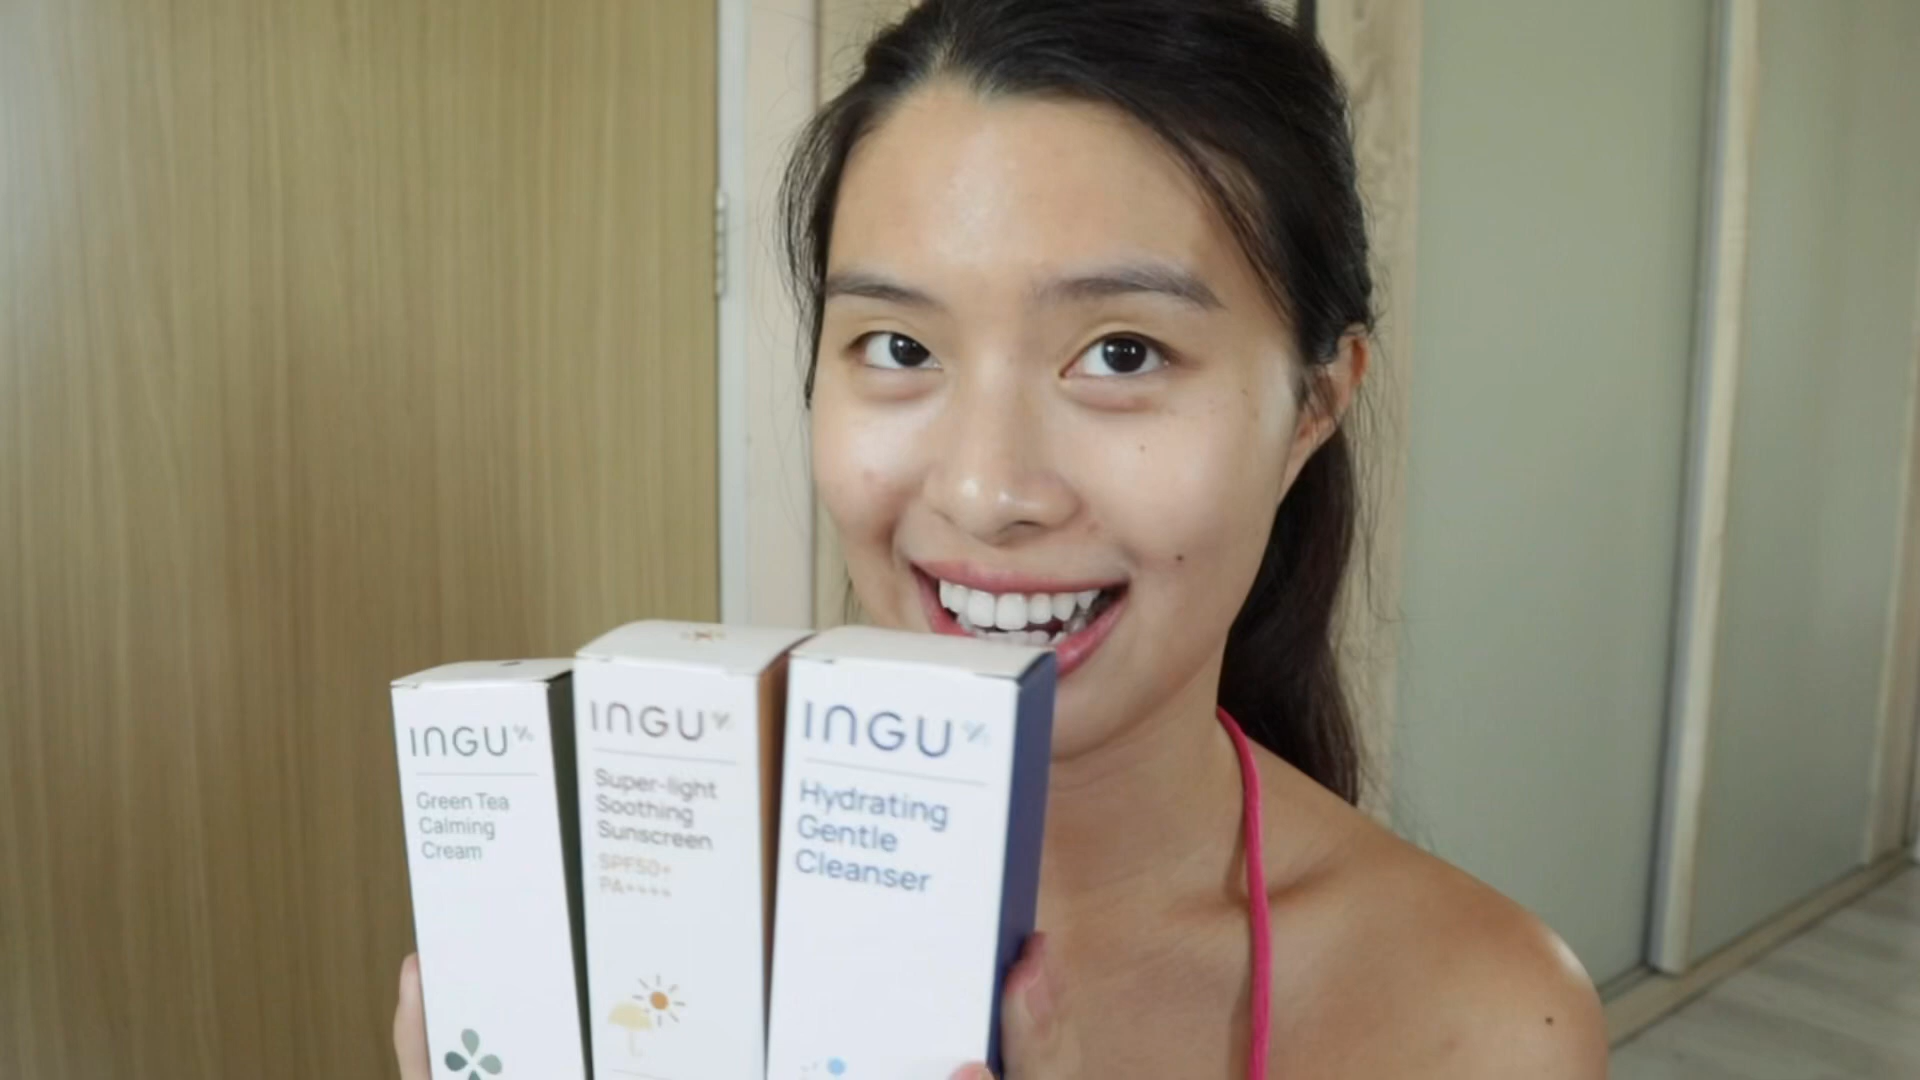 INGU
Green Tea
Calming
Cream
INGU
Super-light
Soothing
Sunscreen
SPF50+
PA++++
INGU
Hydrating
Gentle
Cleanser